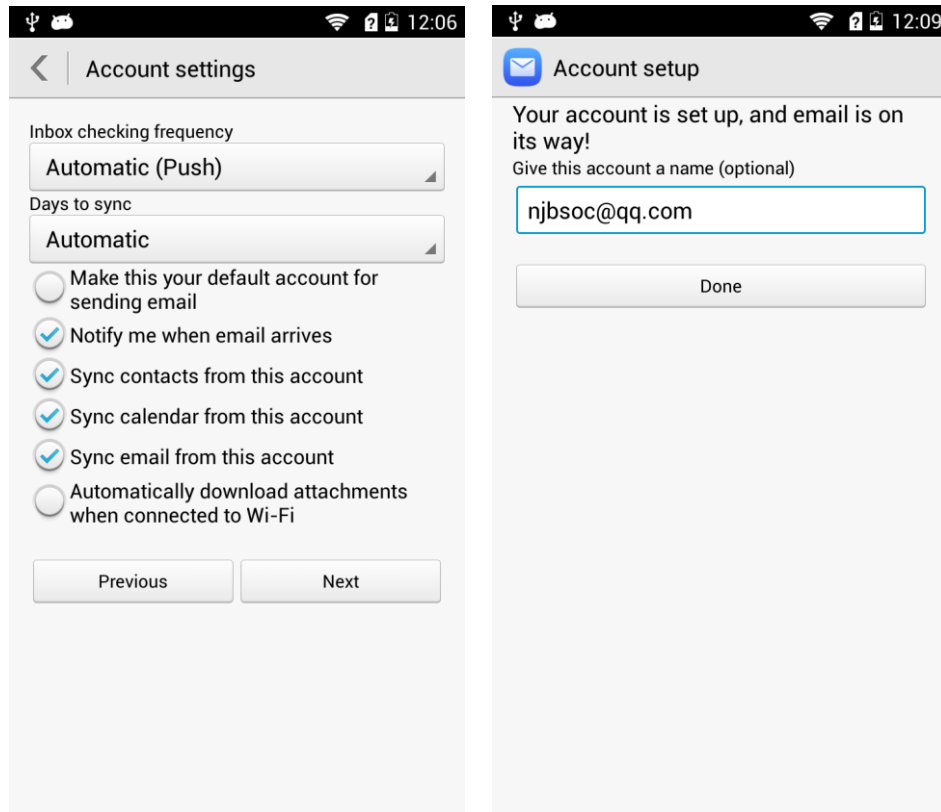 12:06
Account settings
Inbox checking frequency
Automatic (Push)
Days to sync
Automatic
Make this your default account for
sending email
Notify me when email arrives
Sync contacts from this account
Sync calendar from this account
Sync email from this account
Automatically download attachments
when connected to Wi-Fi
Previous Next
12:09
Account setup
Your account is set up, and email is on
its way!
Give this account a name (optional)
njbsoc@qq.com
Done